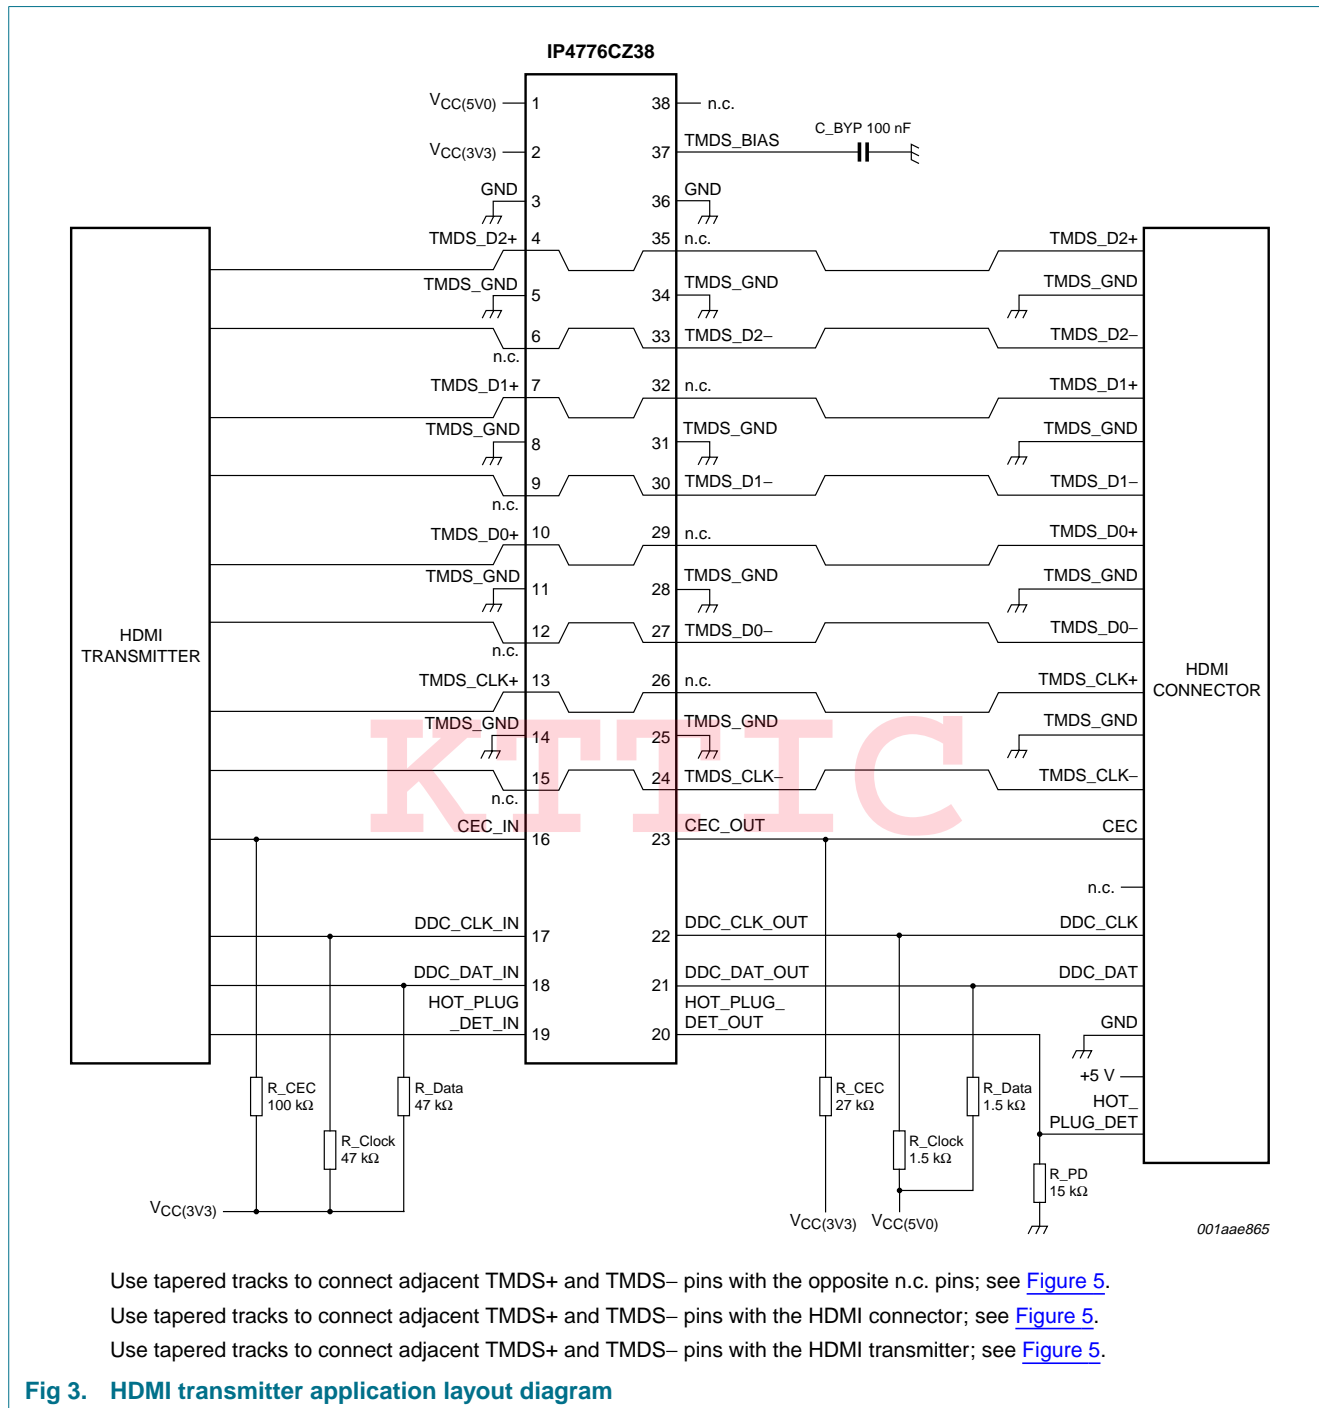 IP4776CZ38
VCC(5V0) 1 38 n.c.
C_BYP 100 nF
VCC(3V3) 2 37 TMDS_BIAS
GND 3 36 GND
TMDS_D2+ 4 35 n.c. TMDS_D2+
TMDS_GND 5 34 TMDS_GND TMDS_GND
n.c. 6 33 TMDS_D2− TMDS_D2−
TMDS_D1+ 7 32 n.c. TMDS_D1+
TMDS_GND 8 31 TMDS_GND TMDS_GND
n.c. 9 30 TMDS_D1− TMDS_D1−
TMDS_D0+ 10 29 n.c. TMDS_D0+
TMDS_GND 11 28 TMDS_GND TMDS_GND
n.c. 12 27 TMDS_D0− TMDS_D0−
HDMI
TRANSMITTER
HDMI
CONNECTOR
TMDS_CLK+ 13 26 n.c. TMDS_CLK+
TMDS_GND 14 25 TMDS_GND TMDS_GND
n.c. 15 24 TMDS_CLK− TMDS_CLK−
KTTIC
CEC_IN 16 23 CEC_OUT CEC
n.c.
DDC_CLK_IN 17 22 DDC_CLK_OUT DDC_CLK
DDC_DAT_IN 18 21 DDC_DAT_OUT DDC_DAT
HOT_PLUG
_DET_IN 19
20 HOT_PLUG_
DET_OUT
GND
+5 V
HOT_
PLUG_DET
R_CEC
100 kΩ
R_Data
47 kΩ
R_Clock
47 kΩ
R_CEC
27 kΩ
R_Data
1.5 kΩ
R_Clock
1.5 kΩ
R_PD
15 kΩ
VCC(3V3)
VCC(3V3) VCC(5V0)
001aae865
Use tapered tracks to connect adjacent TMDS+ and TMDS− pins with the opposite n.c. pins; see Figure 5.
Use tapered tracks to connect adjacent TMDS+ and TMDS− pins with the HDMI connector; see Figure 5.
Use tapered tracks to connect adjacent TMDS+ and TMDS− pins with the HDMI transmitter; see Figure 5.
Fig 3. HDMI transmitter application layout diagram